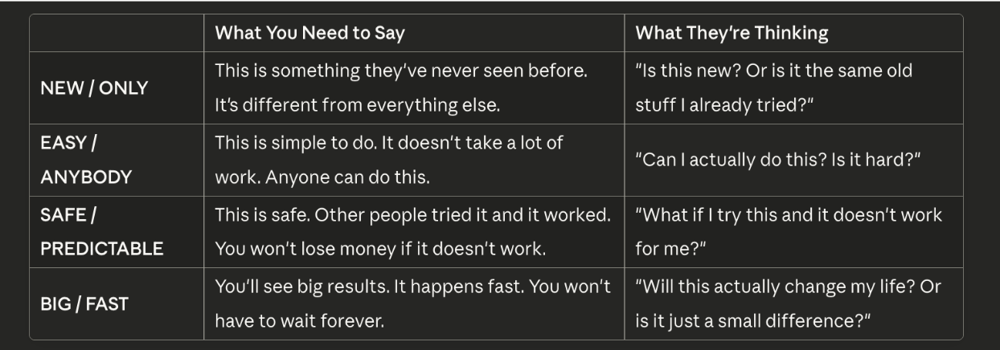 What You Need to Say
What They're Thinking
NEW / ONLY
This is something they've never seen before.
It's different from everything else.
"Is this new? Or is it the same old
stuff I already tried?"
EASY /
ANYBODY
This is simple to do. It doesn't take a lot of
work. Anyone can do this.
"Can I actually do this? Is it hard?"
SAFE /
PREDICTABLE
This is safe. Other people tried it and it worked.
You won't lose money if it doesn't work.
"What if I try this and it doesn't work
for me?"
BIG / FAST
You'll see big results. It happens fast. You won't
have to wait forever.
"Will this actually change my life? Or
is it just a small difference?"